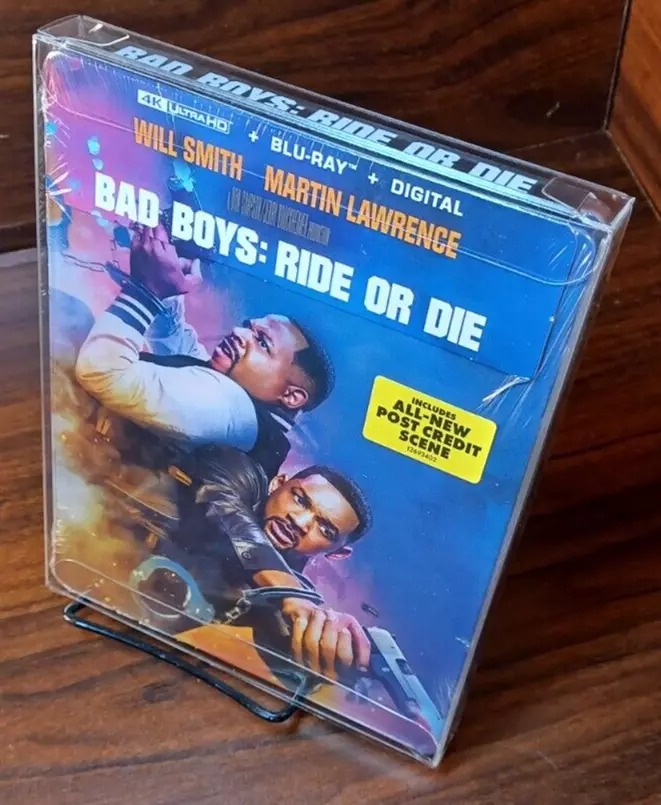 BAD BOYS: RIDE OR DIE
4K ULTRA HD + BLU-RAY™ + DIGITAL
WILL SMITH MARTIN LAWRENCE
BAD BOYS: RIDE OR DIE
INCLUDES
ALL-NEW
POST CREDIT
SCENE